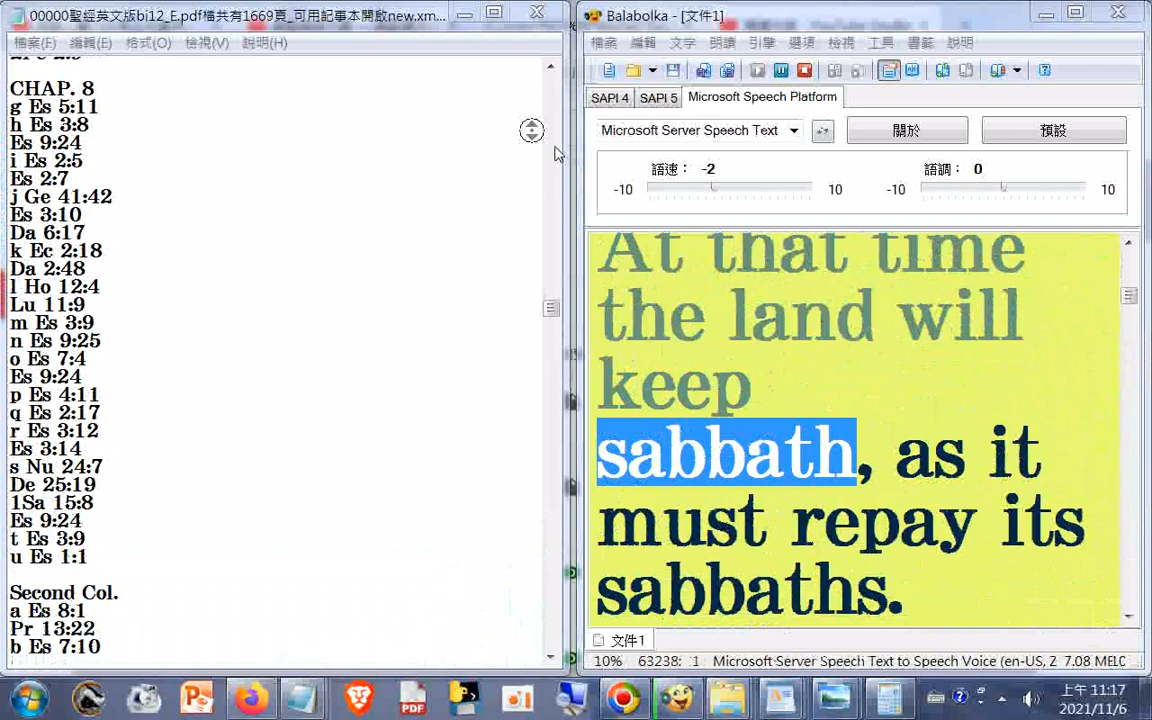 00000聖經英文版bi12_E.pdf檔共有1669頁_可用記事本開啟new.xm...
檔案(F) 編輯(E) 格式(O) 檢視(V) 說明(H)
CHAP. 8
g Es 5:11
h Es 3:8
Es 9:24
i Es 2:5
Es 2:7
j Ge 41:42
Es 3:10
Da 6:17
k Ec 2:18
Da 2:48
l Ho 12:4
Lu 11:9
m Es 3:9
n Es 9:25
o Es 7:4
Es 9:24
p Es 4:11
q Es 2:17
r Es 3:12
Es 3:14
s Nu 24:7
De 25:19
1Sa 15:8
Es 9:24
t Es 3:9
u Es 1:1
Second Col.
a Es 8:1
Pr 13:22
b Es 7:10
Balabolka - [文件1]
檔案 編輯 文字 朗讀 引擎 選項 檢視 工具 書籤 說明
SAPI 4 SAPI 5 Microsoft Speech Platform
Microsoft Server Speech Text 關於 預設
語速： -2 語調： 0
-10 10 -10 10
At that time
the land will
keep
sabbath, as it
must repay its
sabbaths.
文件1
10% 63238: 1 Microsoft Server Speech Text to Speech Voice (en-US, Z 7.08 MELC
上午 11:17
2021/11/6